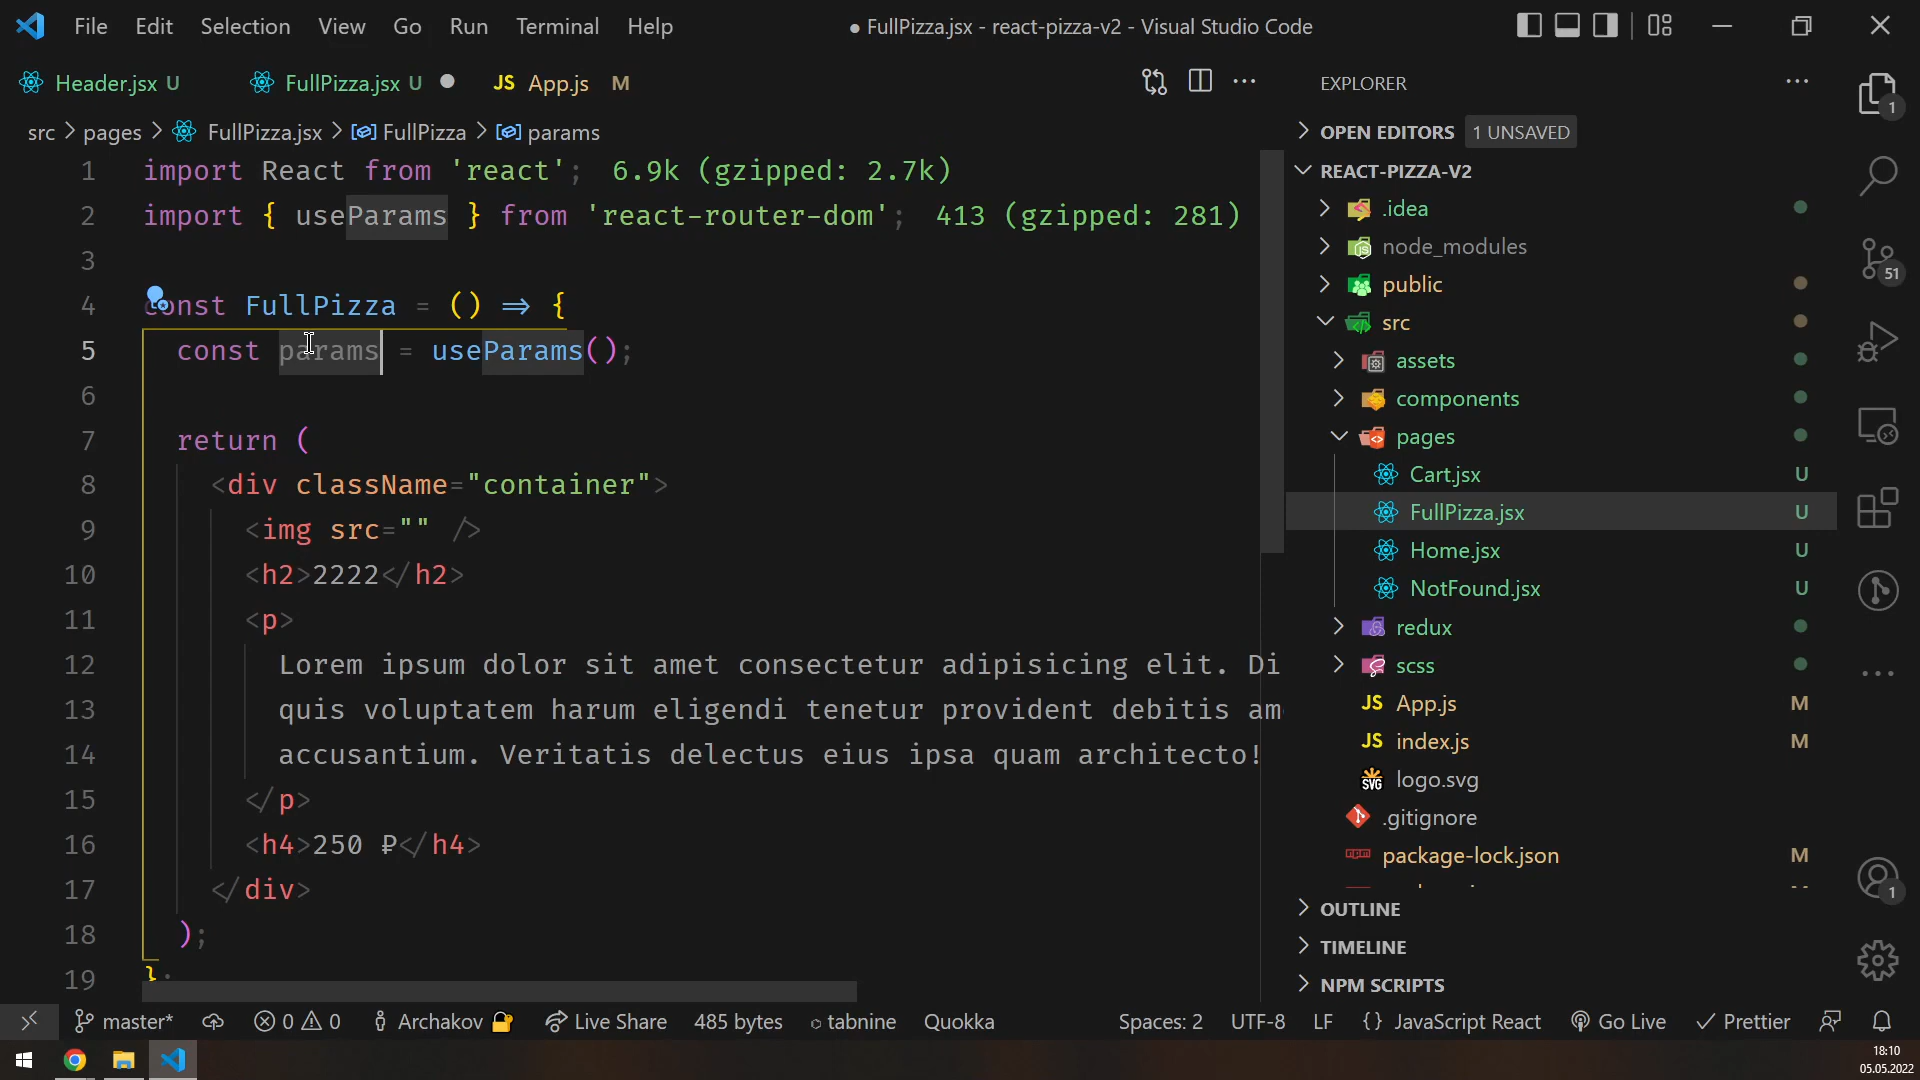 File Edit Selection View Go Run Terminal Help
● FullPizza.jsx - react-pizza-v2 - Visual Studio Code
Header.jsx U FullPizza.jsx U JS App.js M
src > pages > FullPizza.jsx > FullPizza > params
1 import React from 'react'; 6.9k (gzipped: 2.7k)
2 import { useParams } from 'react-router-dom'; 413 (gzipped: 281)
3
4 const FullPizza = () => {
5 const params = useParams();
6
7 return (
8 <div className="container">
9 <img src="" />
10 <h2>2222</h2>
11 <p>
12 Lorem ipsum dolor sit amet consectetur adipisicing elit. Di
13 quis voluptatem harum eligendi tenetur provident debitis am
14 accusantium. Veritatis delectus eius ipsa quam architecto!
15 </p>
16 <h4>250 ₽</h4>
17 </div>
18 );
19 };
EXPLORER
OPEN EDITORS 1 UNSAVED
REACT-PIZZA-V2
.idea
node_modules
public
src
assets
components
pages
Cart.jsx U
FullPizza.jsx U
Home.jsx U
NotFound.jsx U
redux
scss
JS App.js M
JS index.js M
SVG logo.svg
.gitignore
package-lock.json M
OUTLINE
TIMELINE
NPM SCRIPTS
1
51
1
master* 0 0 Archakov Live Share 485 bytes tabnine Quokka
Spaces: 2 UTF-8 LF {} JavaScript React Go Live Prettier
18:10
05.05.2022